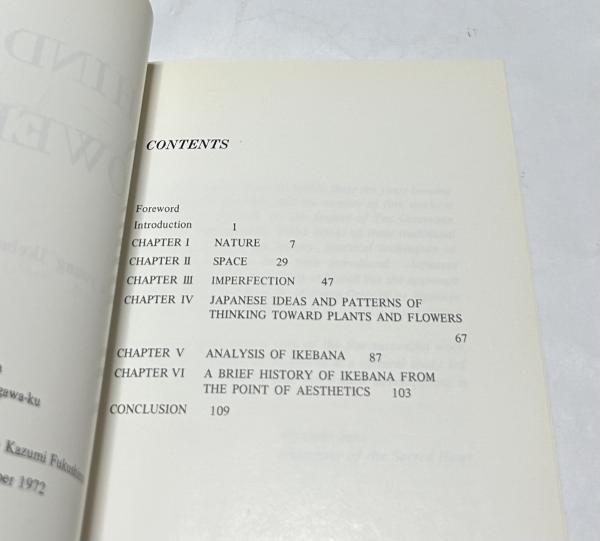 CONTENTS
Foreword
Introduction 1
CHAPTER I NATURE 7
CHAPTER II SPACE 29
CHAPTER III IMPERFECTION 47
CHAPTER IV JAPANESE IDEAS AND PATTERNS OF
THINKING TOWARD PLANTS AND FLOWERS
67
CHAPTER V ANALYSIS OF IKEBANA 87
CHAPTER VI A BRIEF HISTORY OF IKEBANA FROM
THE POINT OF AESTHETICS 103
CONCLUSION 109
gawa-ku
Kazumi
1972